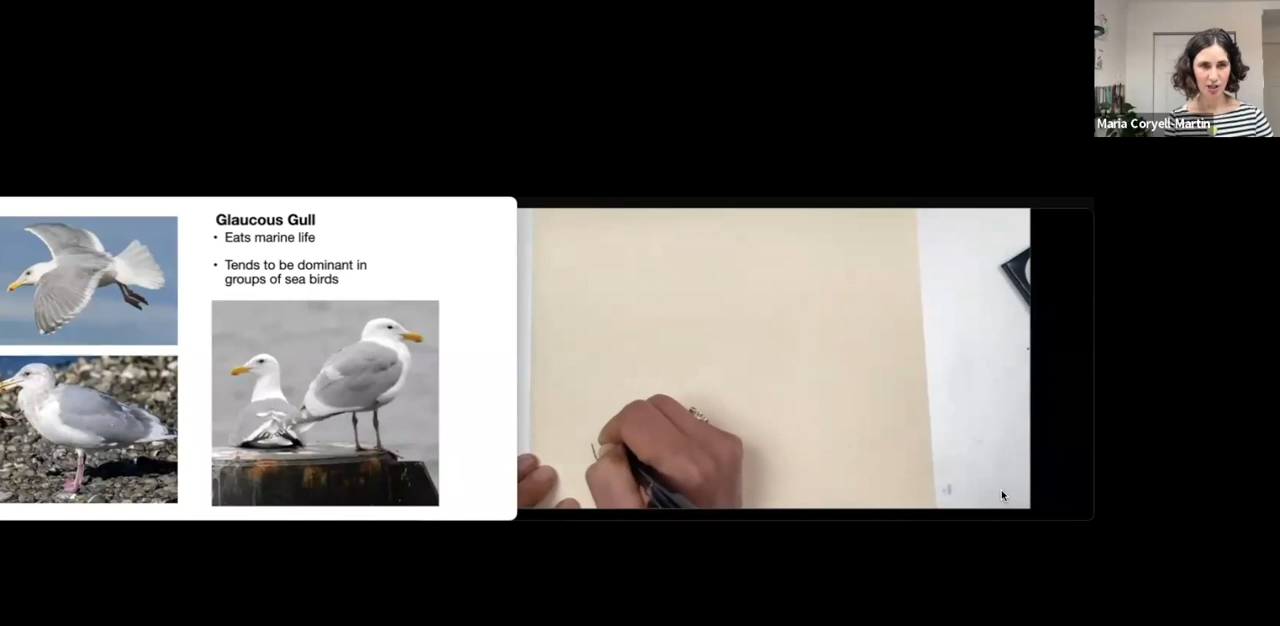 Maria Coryell-Martin
Glaucous Gull
• Eats marine life
• Tends to be dominant in
groups of sea birds